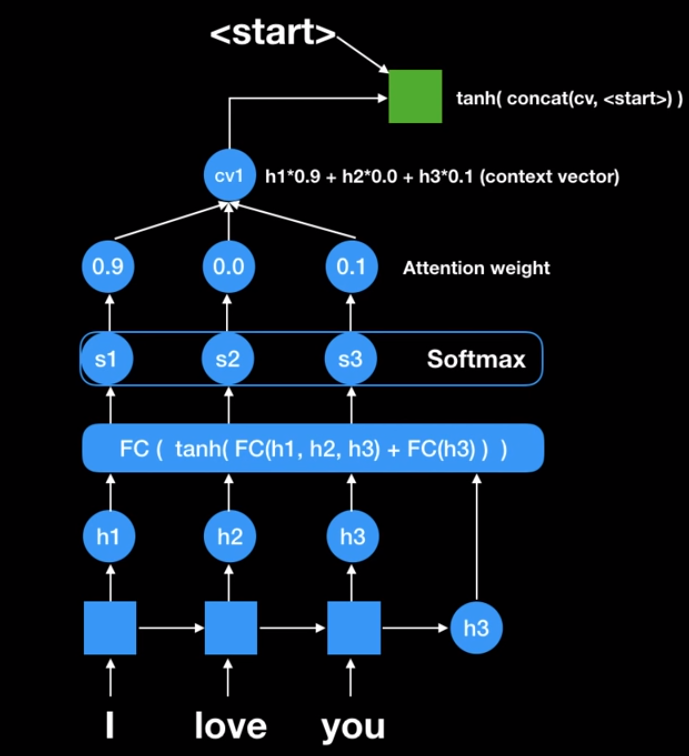 <start>
tanh( concat(cv, <start>) )
cv1 h1*0.9 + h2*0.0 + h3*0.1 (context vector)
0.9 0.0 0.1 Attention weight
s1 s2 s3 Softmax
FC ( tanh( FC(h1, h2, h3) + FC(h3) ) )
h1 h2 h3
h3
I love you